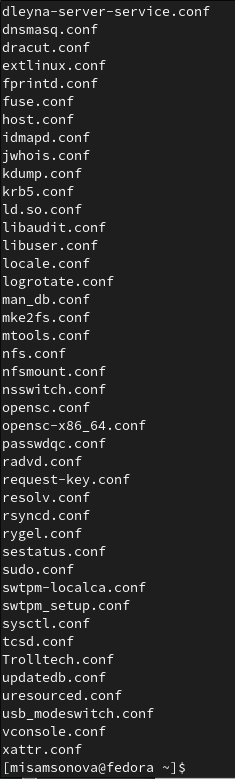 dleyna-server-service.conf
dnsmasq.conf
dracut.conf
extlinux.conf
fprintd.conf
fuse.conf
host.conf
idmapd.conf
jwhois.conf
kdump.conf
krb5.conf
ld.so.conf
libaudit.conf
libuser.conf
locale.conf
logrotate.conf
man_db.conf
mke2fs.conf
mtools.conf
nfs.conf
nfsmount.conf
nsswitch.conf
opensc.conf
opensc-x86_64.conf
passwdqc.conf
radvd.conf
request-key.conf
resolv.conf
rsyncd.conf
rygel.conf
sestatus.conf
sudo.conf
swtpm-localca.conf
swtpm_setup.conf
sysctl.conf
tcsd.conf
Trolltech.conf
updatedb.conf
uresourced.conf
usb_modeswitch.conf
vconsole.conf
xattr.conf
[misamsonova@fedora ~]$